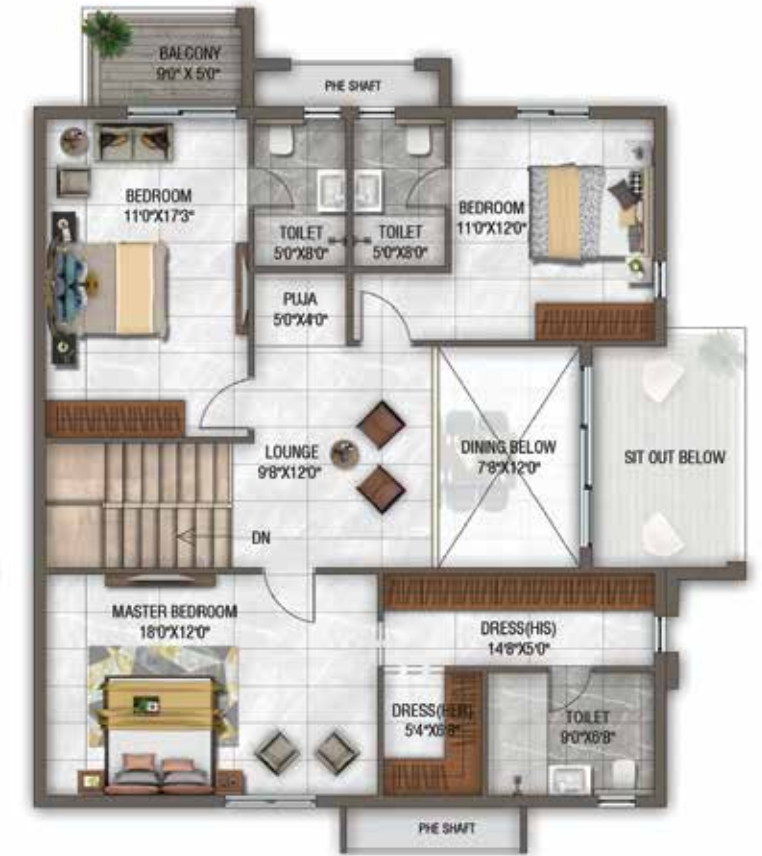 BALCONY
9'0" X 5'0"
PHE SHAFT
BEDROOM
11'0"X17'3"
TOILET
5'0"X8'0"
TOILET
5'0"X8'0"
BEDROOM
11'0"X12'0"
PUJA
5'0"X4'0"
LOUNGE
9'8"X12'0"
DINING BELOW
7'8"X12'0"
SIT OUT BELOW
DN
MASTER BEDROOM
18'0"X12'0"
DRESS(HIS)
14'8"X5'0"
DRESS(HER)
5'4"X6'8"
TOILET
9'0"X6'8"
PHE SHAFT